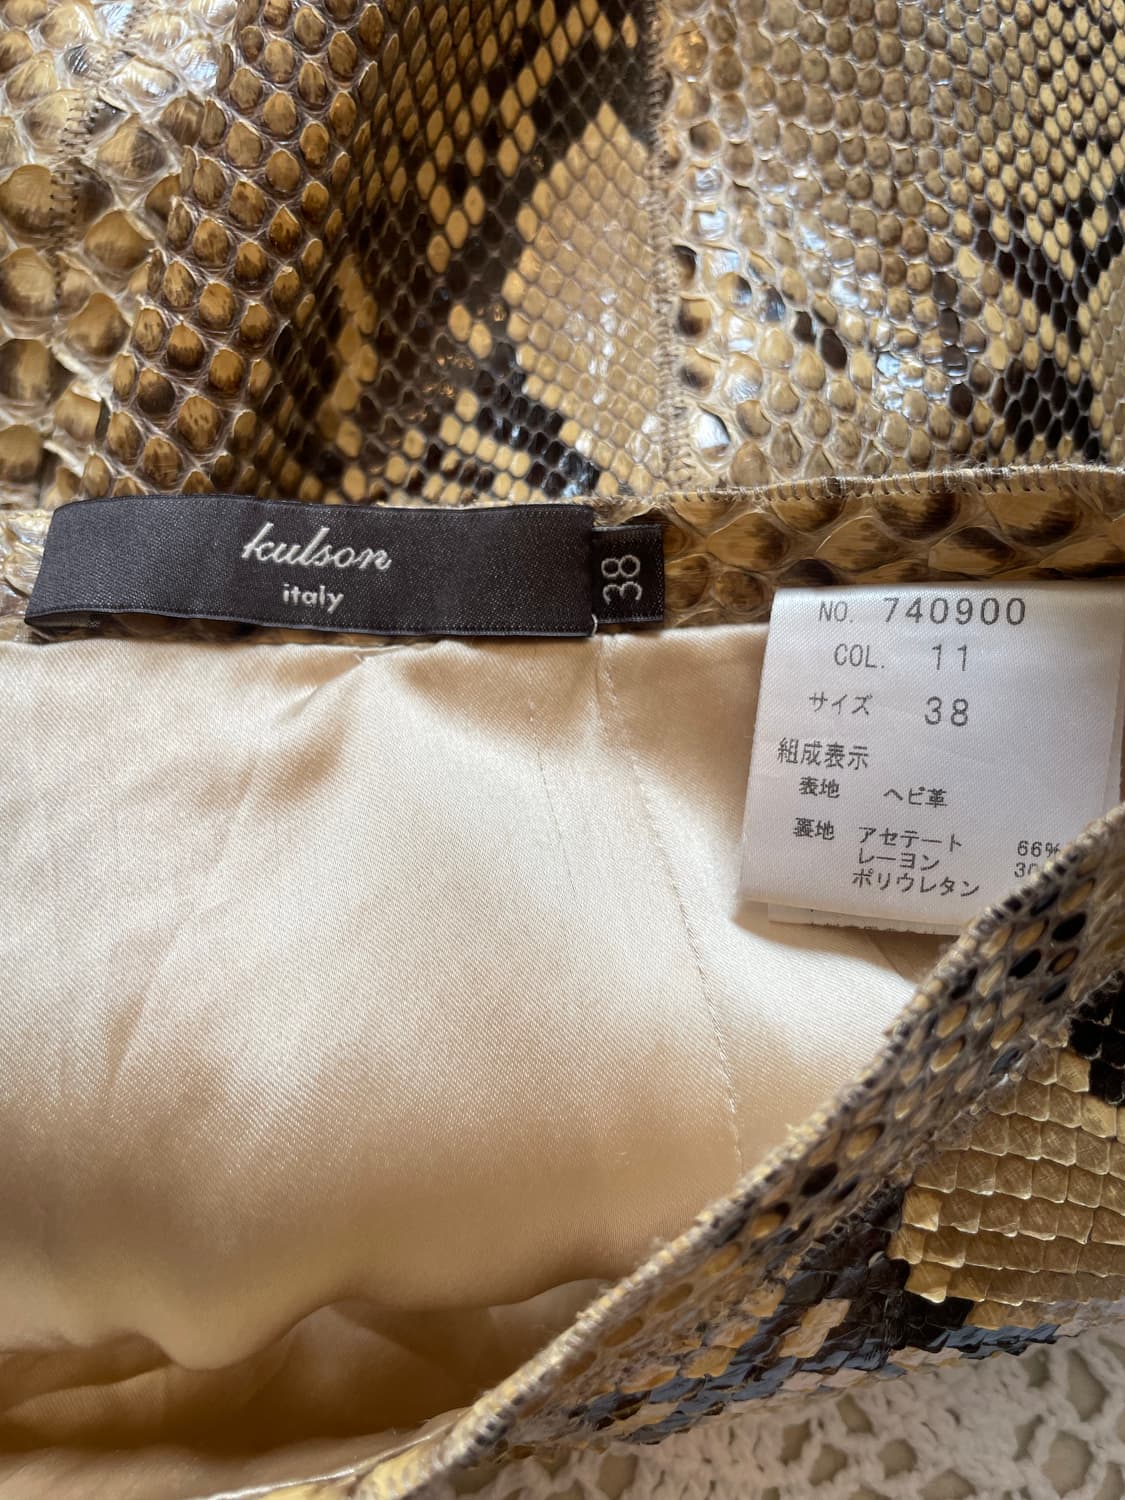 kulson
italy
38
NO. 740900
COL. 11
サイズ 38
組成表示
表地 ヘビ革
裏地 アセテート 66%
レーヨン
ポリウレタン